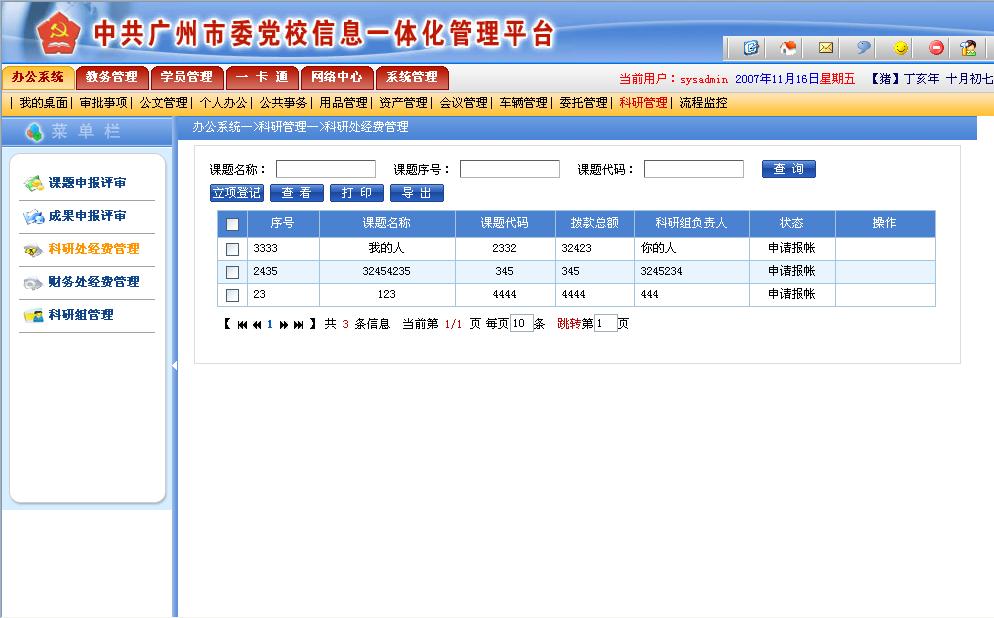 中共广州市委党校信息一体化管理平台
办公系统 教务管理 学员管理 一 卡 通 网络中心 系统管理
当前用户：sysadmin 2007年11月16日星期五 【猪】丁亥年 十月初七
| 我的桌面| 审批事项| 公文管理| 个人办公| 公共事务| 用品管理| 资产管理| 会议管理| 车辆管理| 委托管理| 科研管理| 流程监控
菜 单 栏
办公系统—>科研管理—>科研处经费管理
课题申报评审
成果申报评审
科研处经费管理
财务处经费管理
科研组管理
课题名称： 课题序号： 课题代码： 查 询
立项登记 查 看 打 印 导 出
序号 课题名称 课题代码 拨款总额 科研组负责人 状态 操作
3333 我的人 2332 32423 你的人 申请报帐
2435 32454235 345 345 3245234 申请报帐
23 123 4444 4444 444 申请报帐
【 1 】 共 3 条信息 当前第 1/1 页 每页10条 跳转第1页